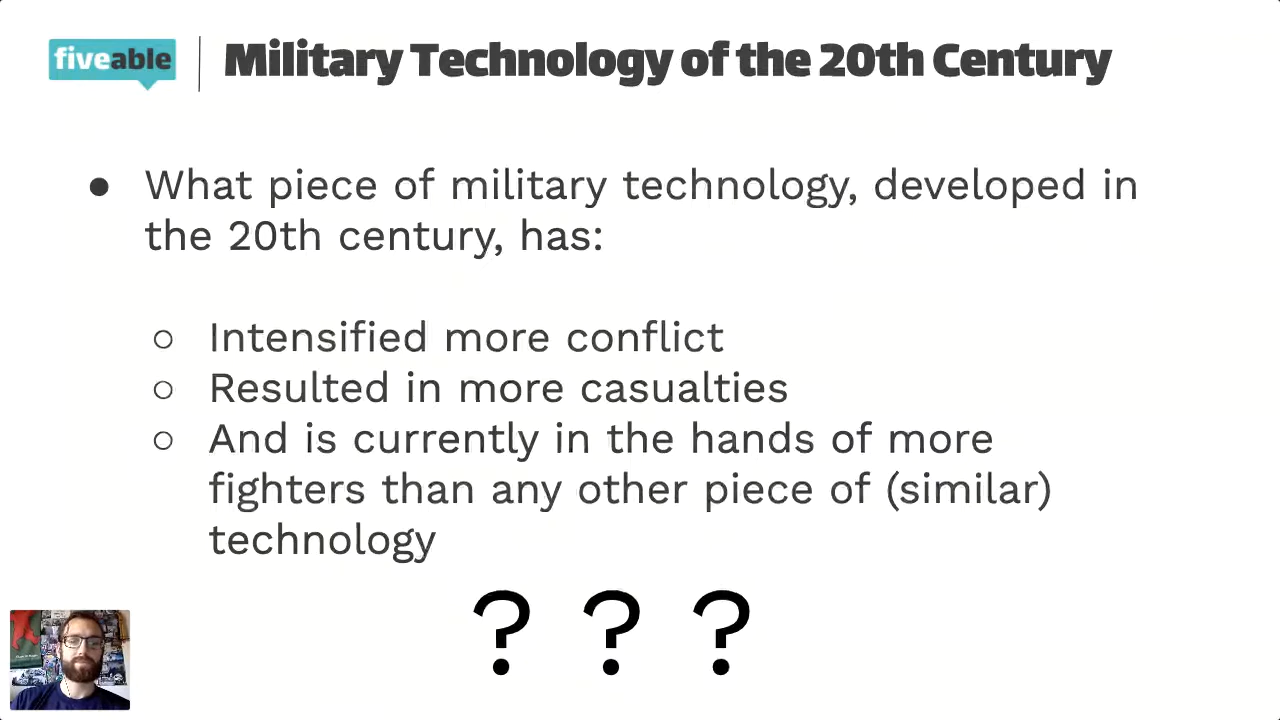 fiveable
Military Technology of the 20th Century
● What piece of military technology, developed in
the 20th century, has:
○ Intensified more conflict
○ Resulted in more casualties
○ And is currently in the hands of more
fighters than any other piece of (similar)
technology
? ? ?